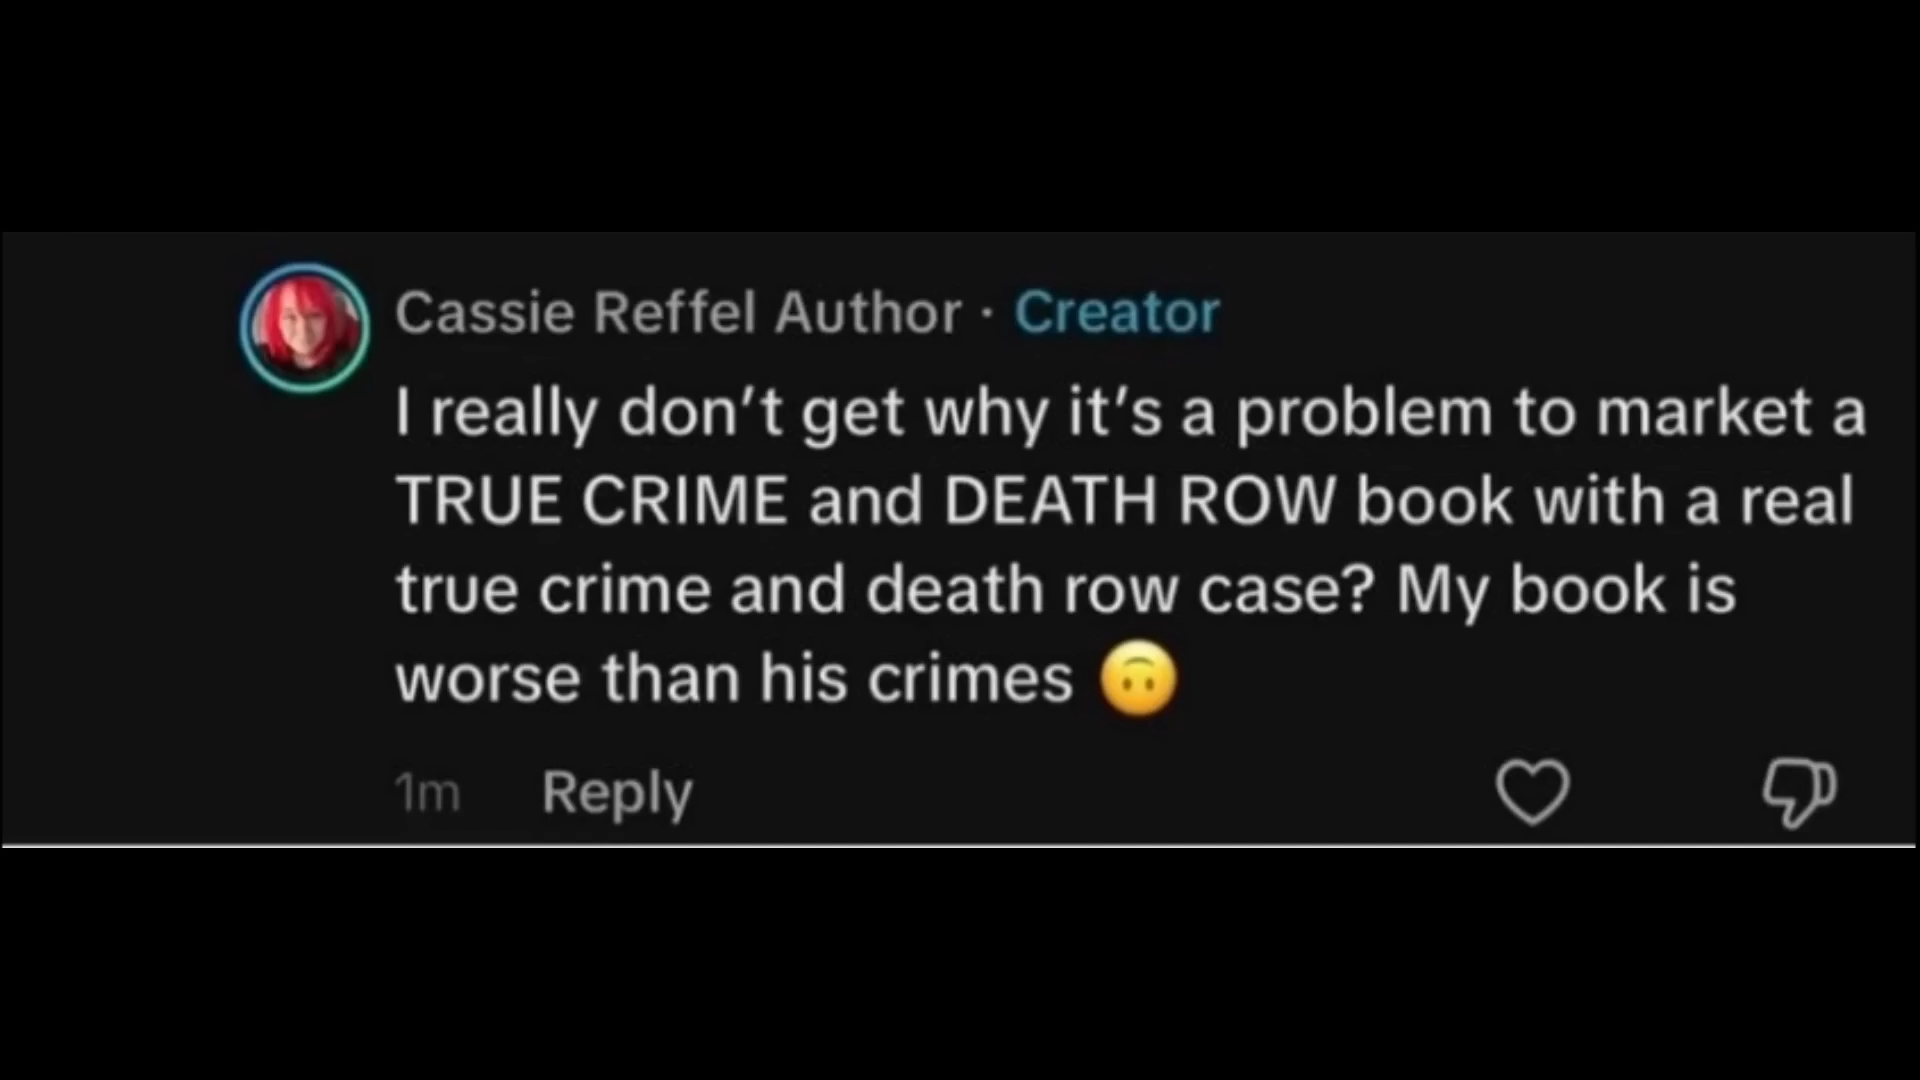 Cassie Reffel Author · Creator
I really don’t get why it’s a problem to market a
TRUE CRIME and DEATH ROW book with a real
true crime and death row case? My book is
worse than his crimes 🙃
1m Reply